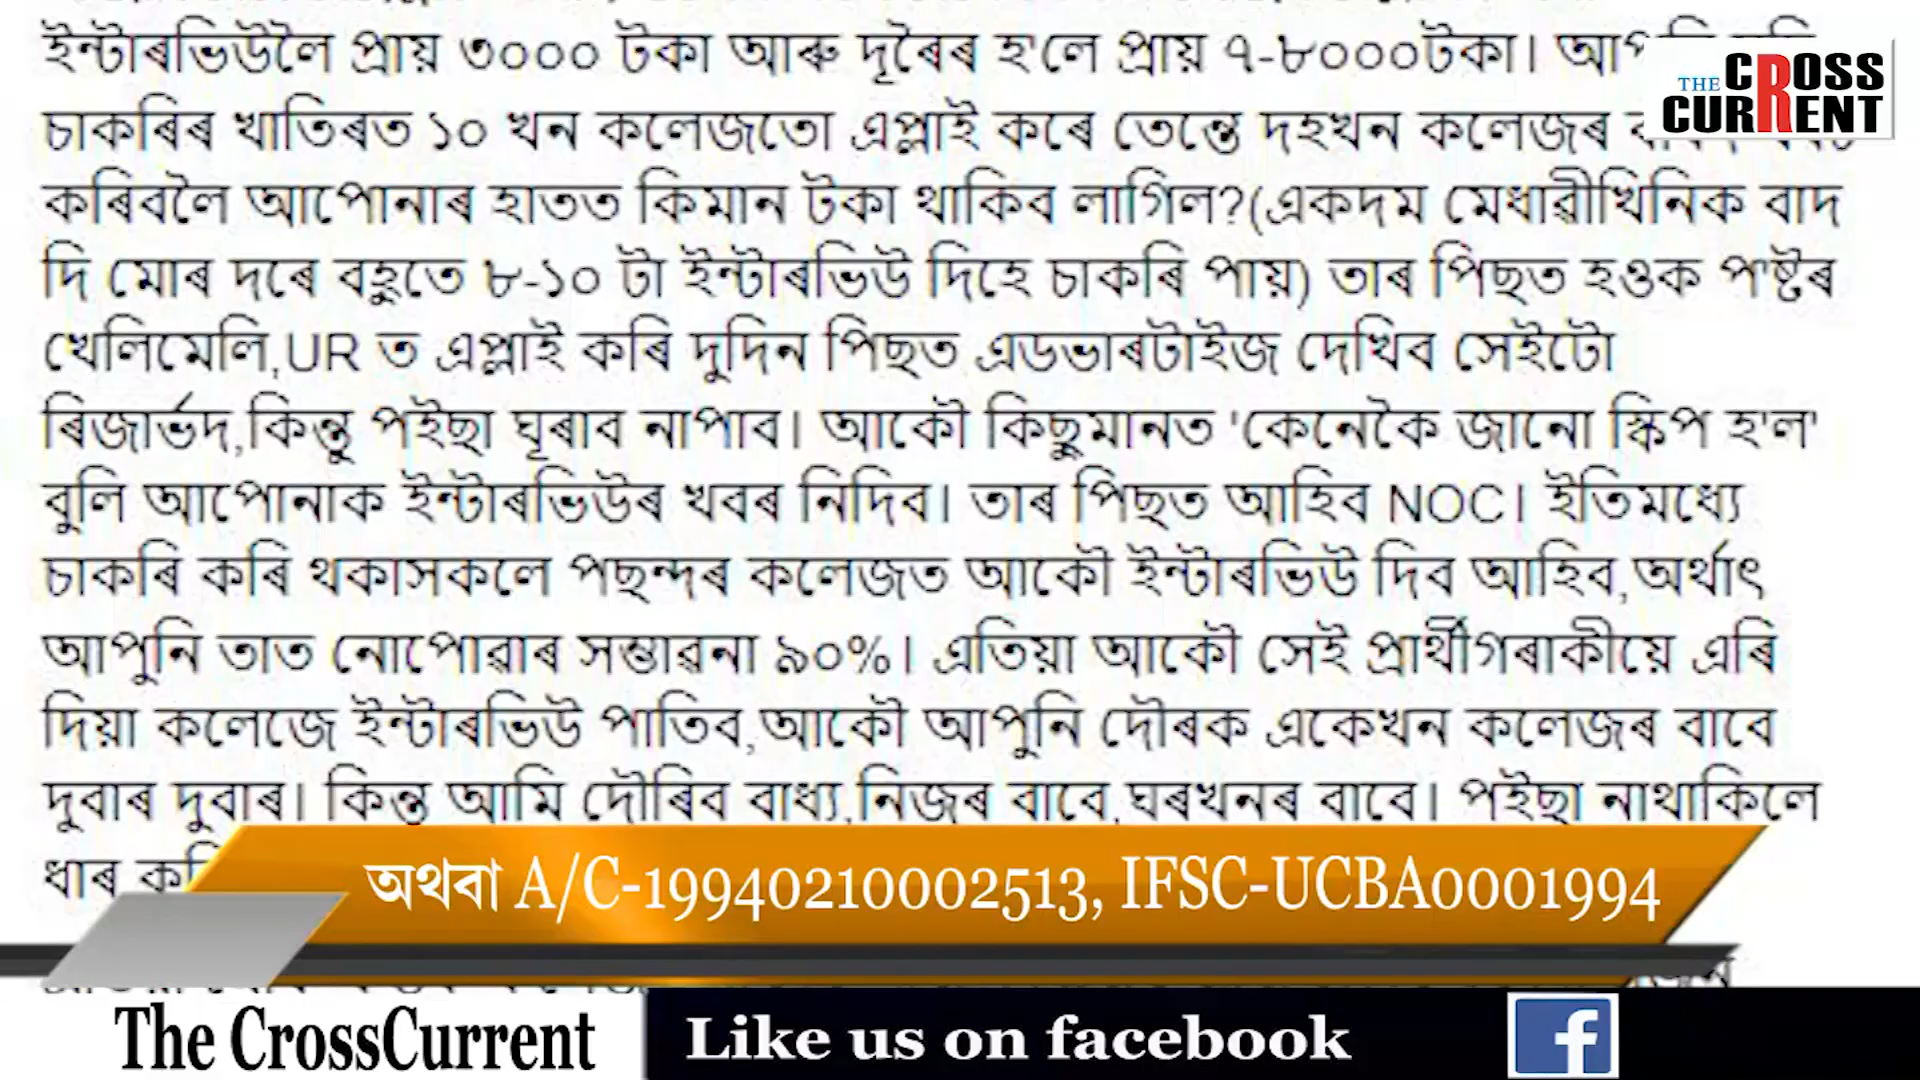 ইন্টাৰভিউলৈ প্ৰায় ৩০০০ টকা আৰু দূৰৈৰ হ'লে প্ৰায় ৭-৮০০০টকা।
THE CROSS CURRENT
চাকৰিৰ খাতিৰত ১০ খন কলেজতো এপ্লাই কৰে তেন্তে দহখন কলেজৰ
কৰিবলৈ আপোনাৰ হাতত কিমান টকা থাকিব লাগিল?(একদম মেধাৱীখিনিক বাদ
দি মোৰ দৰে বহুতে ৮-১০ টা ইন্টাৰভিউ দিহে চাকৰি পায়) তাৰ পিছত হওক প'ষ্টৰ
খেলিমেলি,UR ত এপ্লাই কৰি দুদিন পিছত এডভাৰটাইজ দেখিব সেইটো
ৰিজাৰ্ভদ,কিন্তু পইছা ঘূৰাব নাপাব। আকৌ কিছুমানত 'কেনেকৈ জানো স্কিপ হ'ল'
বুলি আপোনাক ইন্টাৰভিউৰ খবৰ নিদিব। তাৰ পিছত আহিব NOC। ইতিমধ্যে
চাকৰি কৰি থকাসকলে পছন্দৰ কলেজত আকৌ ইন্টাৰভিউ দিব আহিব,অৰ্থাৎ
আপুনি তাত নোপোৱাৰ সম্ভাৱনা ৯০%। এতিয়া আকৌ সেই প্ৰাৰ্থীগৰাকীয়ে এৰি
দিয়া কলেজে ইন্টাৰভিউ পাতিব,আকৌ আপুনি দৌৰক একেখন কলেজৰ বাবে
দুবাৰ দুবাৰ। কিন্তু আমি দৌৰিব বাধ্য,নিজৰ বাবে,ঘৰখনৰ বাবে। পইছা নাথাকিলে
ধাৰ
অথবা A/C-19940210002513, IFSC-UCBA0001994
The CrossCurrent Like us on facebook f